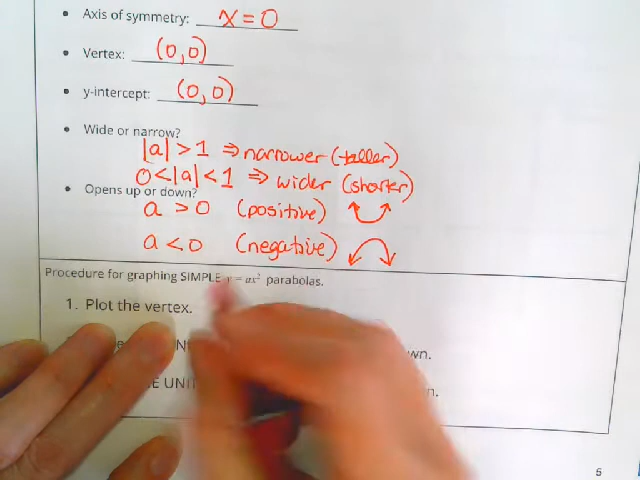 • Axis of symmetry: x = 0
• Vertex: (0,0)
• y-intercept: (0,0)
• Wide or narrow?
|a| > 1 ⇒ narrower (taller)
0 < |a| < 1 ⇒ wider (shorter)
• Opens up or down?
a > 0 (positive)
a < 0 (negative)
Procedure for graphing SIMPLE y = ax² parabolas.
1. Plot the vertex.
UNI
6